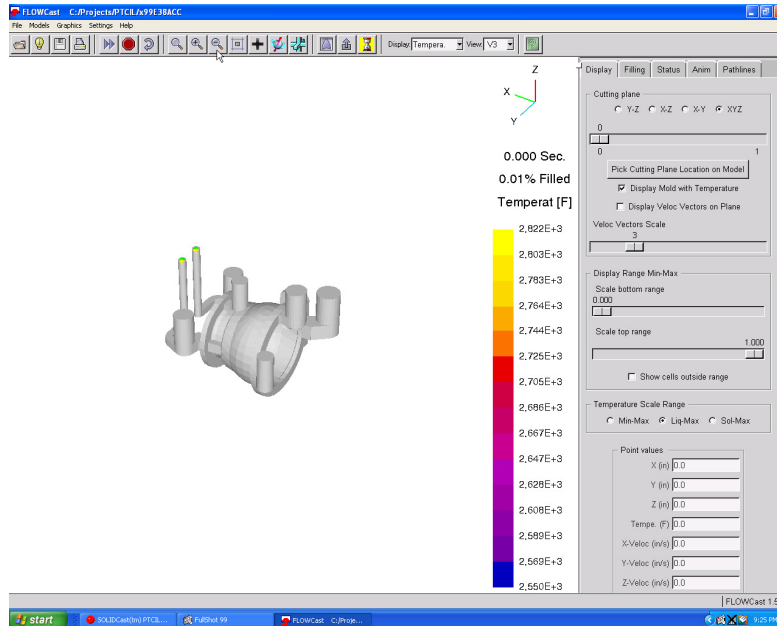 FLOWCast C:/Projects/PTCIL/x99E38ACC
File Models Graphics Settings Help
Display: Tempera. View: V3
Z
X
Y
0.000 Sec.
0.01% Filled
Temperat [F]
2,822E+3
2,803E+3
2,783E+3
2,764E+3
2,744E+3
2,725E+3
2,705E+3
2,686E+3
2,667E+3
2,647E+3
2,628E+3
2,608E+3
2,589E+3
2,569E+3
2,550E+3
Display Filling Status Anim Pathlines
Cutting plane
Y-Z X-Z X-Y XYZ
0
0 1
Pick Cutting Plane Location on Model
Display Mold with Temperature
Display Veloc Vectors on Plane
Veloc Vectors Scale
3
Display Range Min-Max
Scale bottom range
0.000
Scale top range
1.000
Show cells outside range
Temperature Scale Range
Min-Max Liq-Max Sol-Max
Point values
X (in) 0.0
Y (in) 0.0
Z (in) 0.0
Tempe. (F) 0.0
X-Veloc (in/s) 0.0
Y-Veloc (in/s) 0.0
Z-Veloc (in/s) 0.0
FLOWCast 1.5
start SOLIDCast(tm) PTCIL... FullShot 99 FLOWCast C:/Proje... 9:25 PM